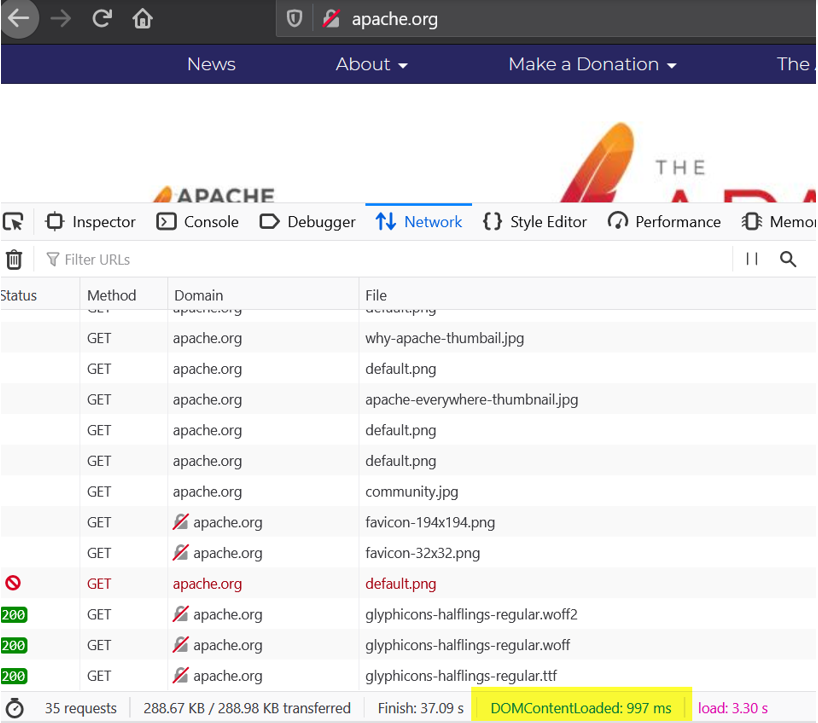 apache.org
News About Make a Donation The
THE
APACHE
Inspector Console Debugger Network Style Editor Performance
Filter URLs
Status Method Domain File
GET apache.org default.png
GET apache.org why-apache-thumbail.jpg
GET apache.org default.png
GET apache.org apache-everywhere-thumbnail.jpg
GET apache.org default.png
GET apache.org default.png
GET apache.org community.jpg
GET apache.org favicon-194x194.png
GET apache.org favicon-32x32.png
GET apache.org default.png
200 GET apache.org glyphicons-halflings-regular.woff2
200 GET apache.org glyphicons-halflings-regular.woff
200 GET apache.org glyphicons-halflings-regular.ttf
35 requests 288.67 KB / 288.98 KB transferred Finish: 37.09 s DOMContentLoaded: 997 ms load: 3.30 s